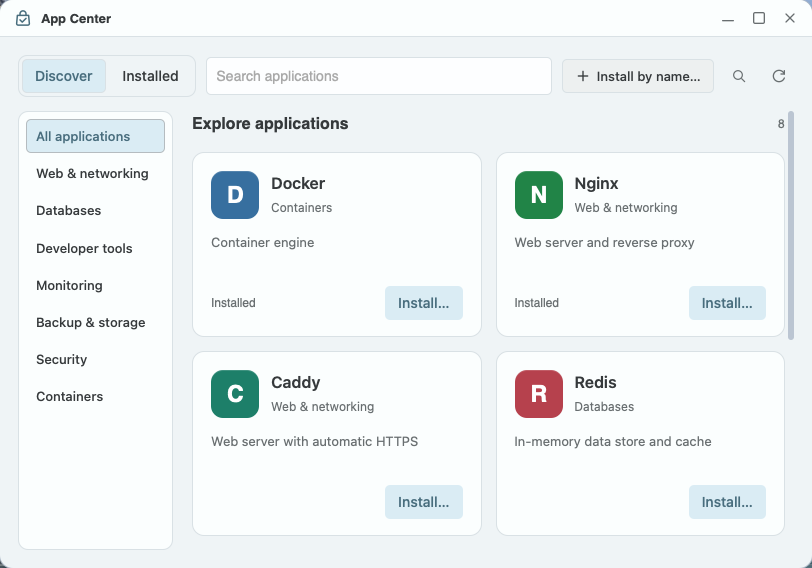 App Center
Discover
Installed
Search applications
+ Install by name...
All applications
Web & networking
Databases
Developer tools
Monitoring
Backup & storage
Security
Containers
Explore applications
8
D
Docker
Containers
Container engine
Installed
Install...
N
Nginx
Web & networking
Web server and reverse proxy
Installed
Install...
C
Caddy
Web & networking
Web server with automatic HTTPS
Install...
R
Redis
Databases
In-memory data store and cache
Install...